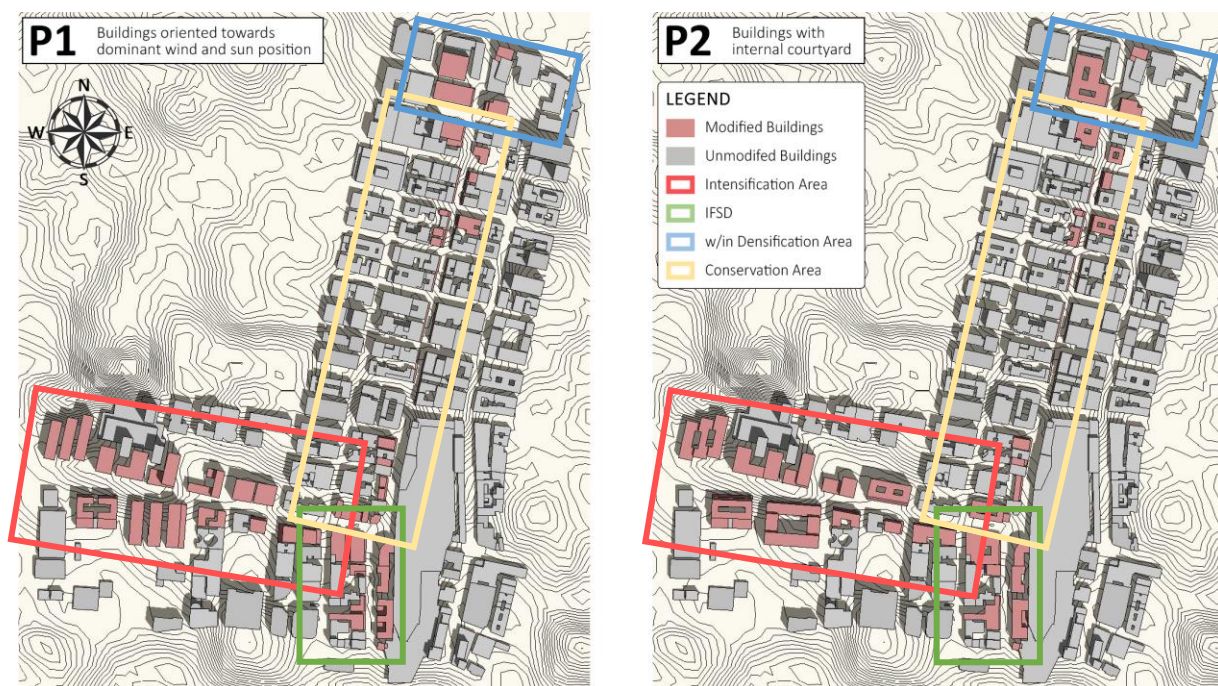 P1
Buildings oriented towards
dominant wind and sun position
N
W E
S
P2
Buildings with
internal courtyard
LEGEND
Modified Buildings
Unmodifed Buildings
Intensification Area
IFSD
w/in Densification Area
Conservation Area